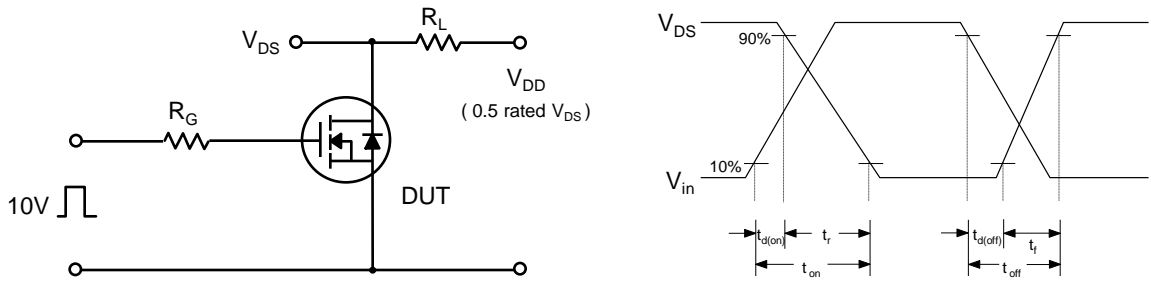 R_L
V_DS
V_DD
( 0.5 rated V_DS )
R_G
DUT
10V
V_DS
90%
10%
V_in
t_d(on)
t_r
t_on
t_d(off)
t_f
t_off